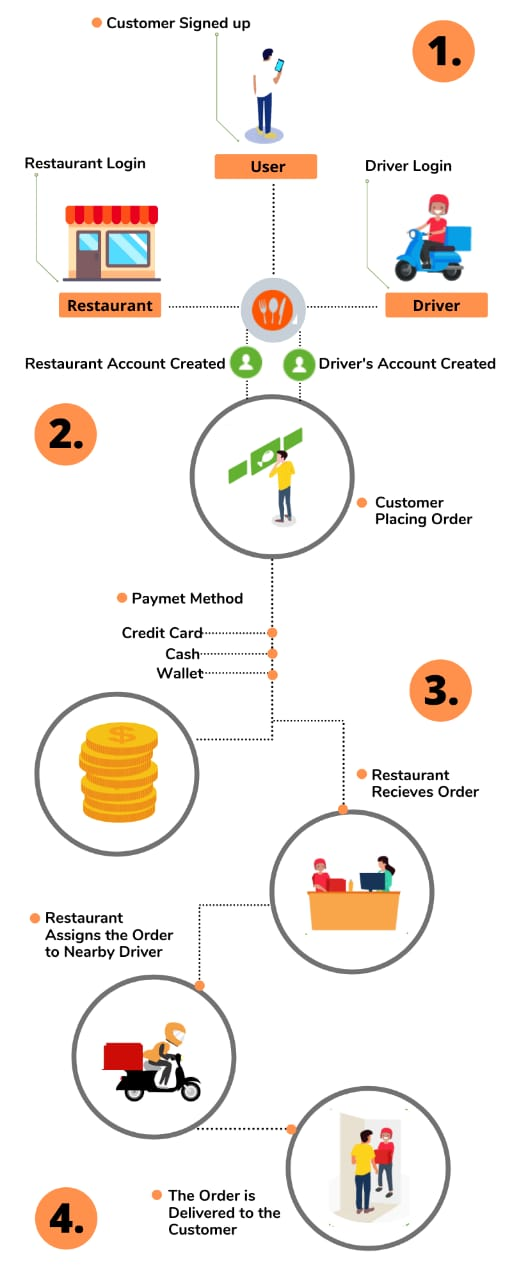 Customer Signed up
1.
User
Restaurant Login
Driver Login
Restaurant
Driver
Restaurant Account Created
Driver's Account Created
2.
Customer
Placing Order
Paymet Method
Credit Card
Cash
Wallet
3.
Restaurant
Recieves Order
Restaurant
Assigns the Order
to Nearby Driver
The Order is
Delivered to the
Customer
4.